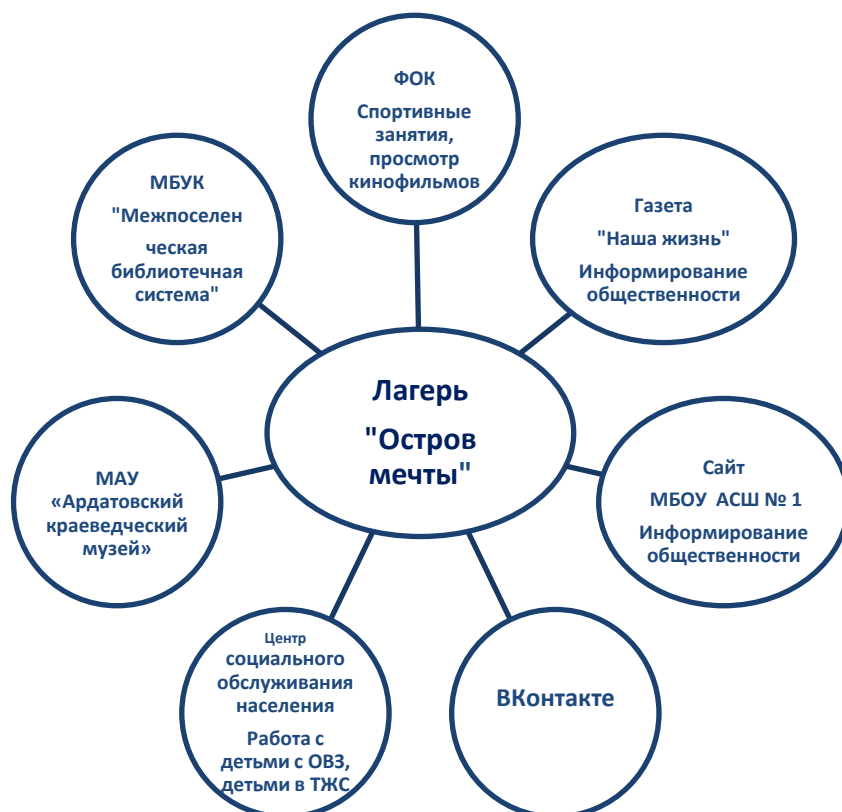 ФОК
Спортивные
занятия,
просмотр
кинофильмов
МБУК
"Межпоселен
ческая
библиотечная
система"
Газета
"Наша жизнь"
Информирование
общественности
Лагерь
"Остров
мечты"
МАУ
«Ардатовский
краеведческий
музей»
Сайт
МБОУ АСШ № 1
Информирование
общественности
Центр
социального
обслуживания
населения
Работа с
детьми с ОВЗ,
детьми в ТЖС
ВКонтакте